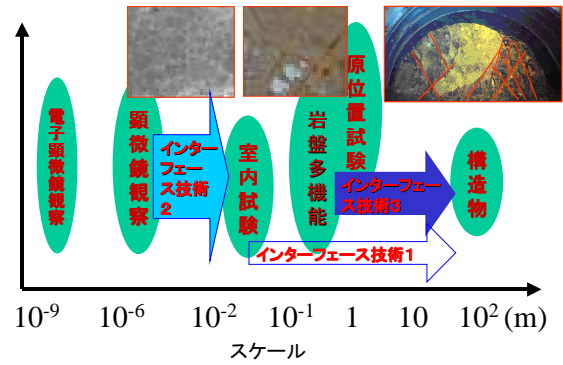 電子顕微鏡観察
顕微鏡観察
インター
フェー
ス技術
2
室内試験
岩盤多機能
原位置試験
インターフェー
ス技術3
構造物
インターフェース技術1
10-9
10-6
10-2
10-1
1
10
102 (m)
スケール